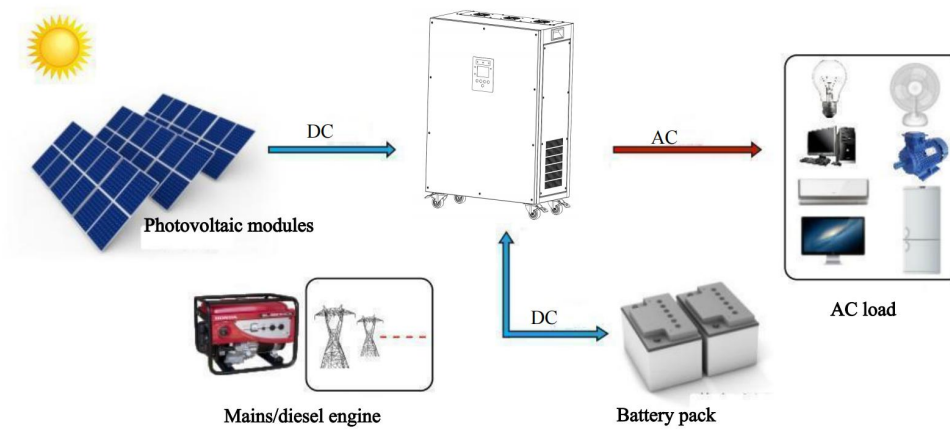 DC
AC
Photovoltaic modules
DC
AC load
Mains/diesel engine
Battery pack